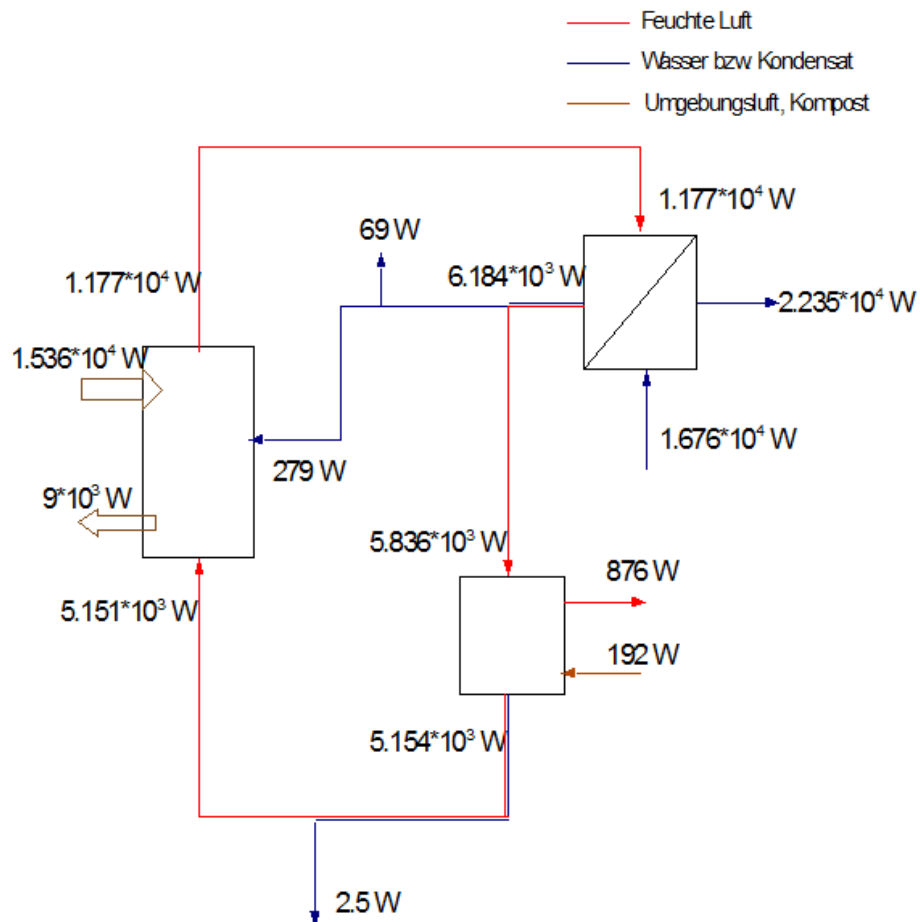 Feuchte Luft
Wasser bzw. Kondensat
Umgebungsluft, Kompost
1.177*10⁴ W
69 W
6.184*10³ W
1.177*10⁴ W
2.235*10⁴ W
1.536*10⁴ W
1.676*10⁴ W
279 W
9*10³ W
5.836*10³ W
876 W
5.151*10³ W
192 W
5.154*10³ W
2.5 W